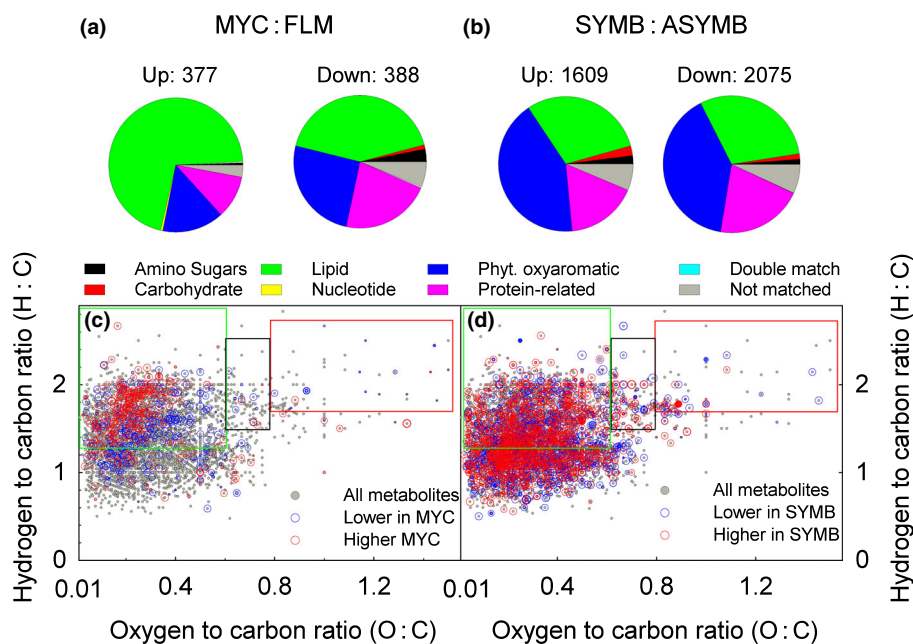 (a) MYC : FLM (b) SYMB : ASYMB
Up: 377 Down: 388 Up: 1609 Down: 2075
Amino Sugars Lipid Phyt. oxyaromatic Double match
Carbohydrate Nucleotide Protein-related Not matched
Hydrogen to carbon ratio (H : C)
(c)
2
1
0
All metabolites
Lower in MYC
Higher MYC
0.01 0.4 0.8 1.2
Oxygen to carbon ratio (O : C)
(d)
All metabolites
Lower in SYMB
Higher in SYMB
0.01 0.4 0.8 1.2
Oxygen to carbon ratio (O : C)
2
1
0
Hydrogen to carbon ratio (H : C)